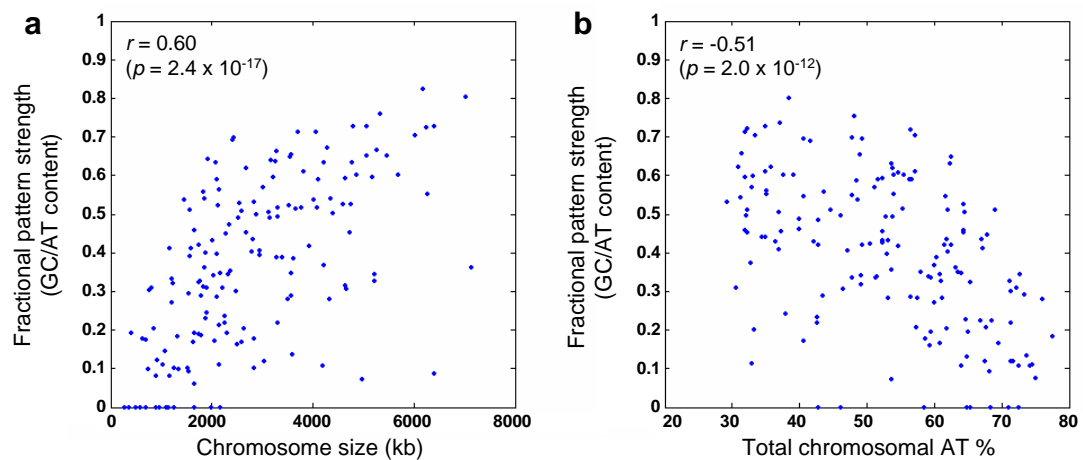 a
r = 0.60
(p = 2.4 x 10-17)
Fractional pattern strength
(GC/AT content)
1
0.9
0.8
0.7
0.6
0.5
0.4
0.3
0.2
0.1
0
0 2000 4000 6000 8000
Chromosome size (kb)
b
r = -0.51
(p = 2.0 x 10-12)
Fractional pattern strength
(GC/AT content)
1
0.9
0.8
0.7
0.6
0.5
0.4
0.3
0.2
0.1
0
20 30 40 50 60 70 80
Total chromosomal AT %